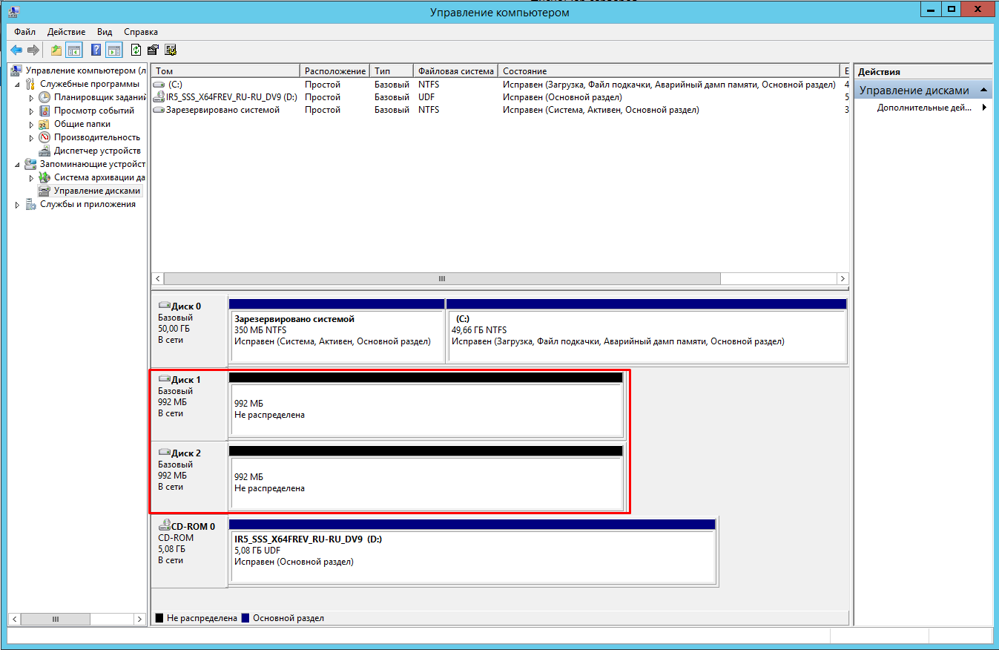 Управление компьютером
Файл Действие Вид Справка
Управление компьютером (л
Служебные программы
Планировщик заданий
Просмотр событий
Общие папки
Производительность
Диспетчер устройств
Запоминающие устройст
Система архивации да
Управление дисками
Службы и приложения
Том Расположение Тип Файловая система Состояние Е
(C:) Простой Базовый NTFS Исправен (Загрузка, Файл подкачки, Аварийный дамп памяти, Основной раздел) 4
IR5_SSS_X64FREV_RU-RU_DV9 (D:) Простой Базовый UDF Исправен (Основной раздел) 5
Зарезервировано системой Простой Базовый NTFS Исправен (Система, Активен, Основной раздел) 3
Диск 0
Базовый
50,00 ГБ
В сети
Зарезервировано системой
350 МБ NTFS
Исправен (Система, Активен, Основной раздел)
(C:)
49,66 ГБ NTFS
Исправен (Загрузка, Файл подкачки, Аварийный дамп памяти, Основной раздел)
Диск 1
Базовый
992 МБ
В сети
992 МБ
Не распределена
Диск 2
Базовый
992 МБ
В сети
992 МБ
Не распределена
CD-ROM 0
CD-ROM
5,08 ГБ
В сети
IR5_SSS_X64FREV_RU-RU_DV9 (D:)
5,08 ГБ UDF
Исправен (Основной раздел)
Не распределена Основной раздел
Действия
Управление дисками
Дополнительные дей...